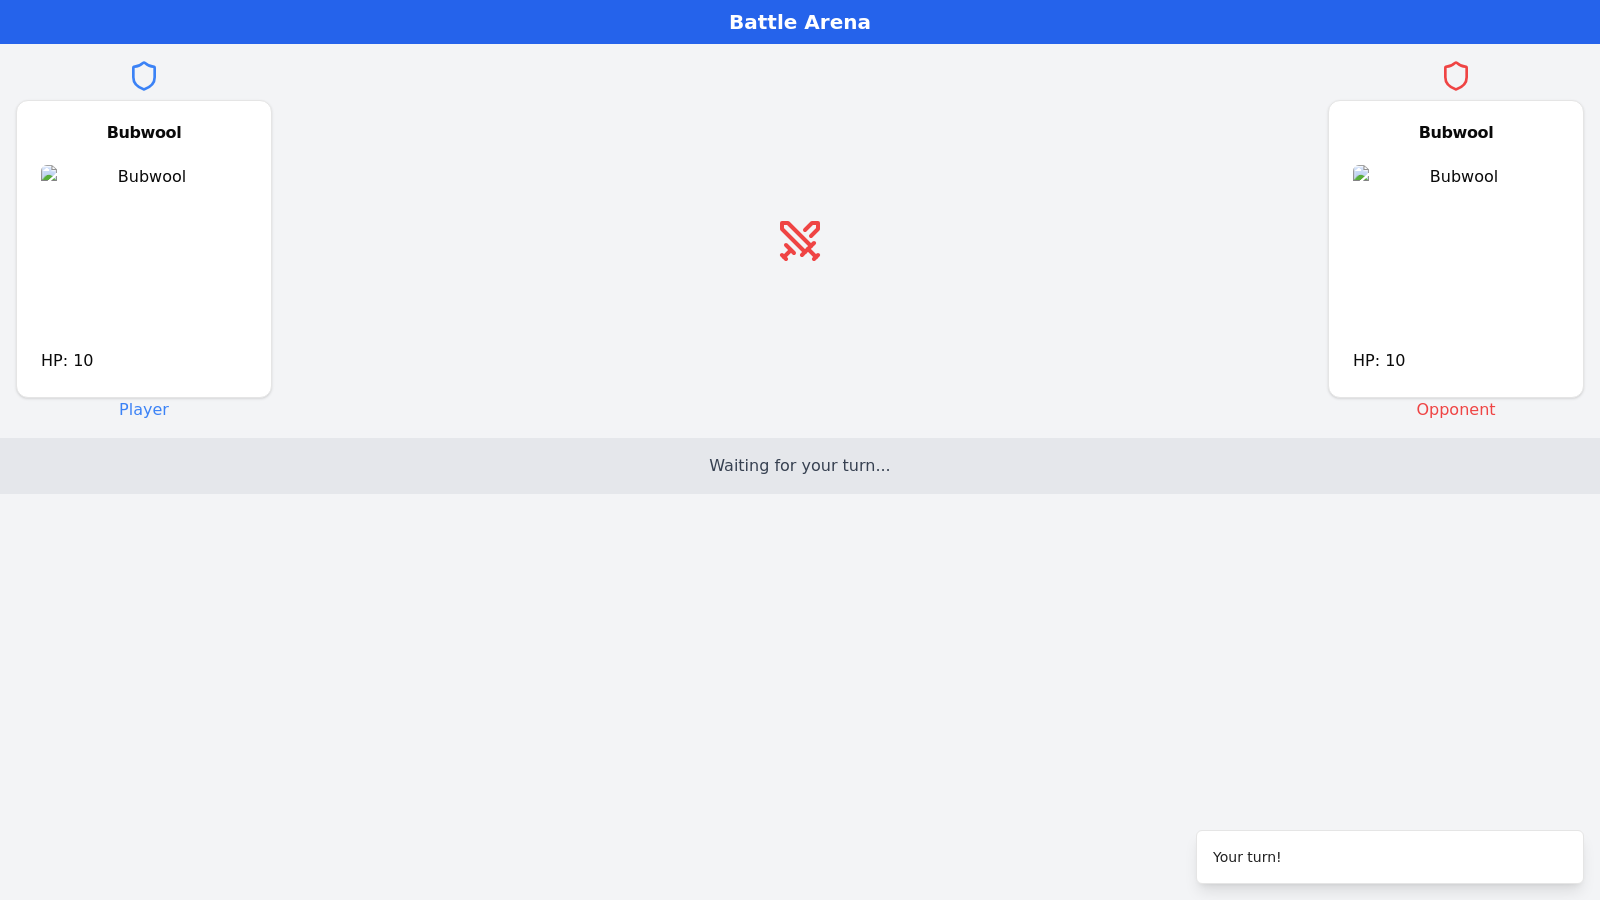 Battle Arena
Bubwool
Bubwool
HP: 10
Player
Bubwool
Bubwool
HP: 10
Opponent
Waiting for your turn...
Your turn!